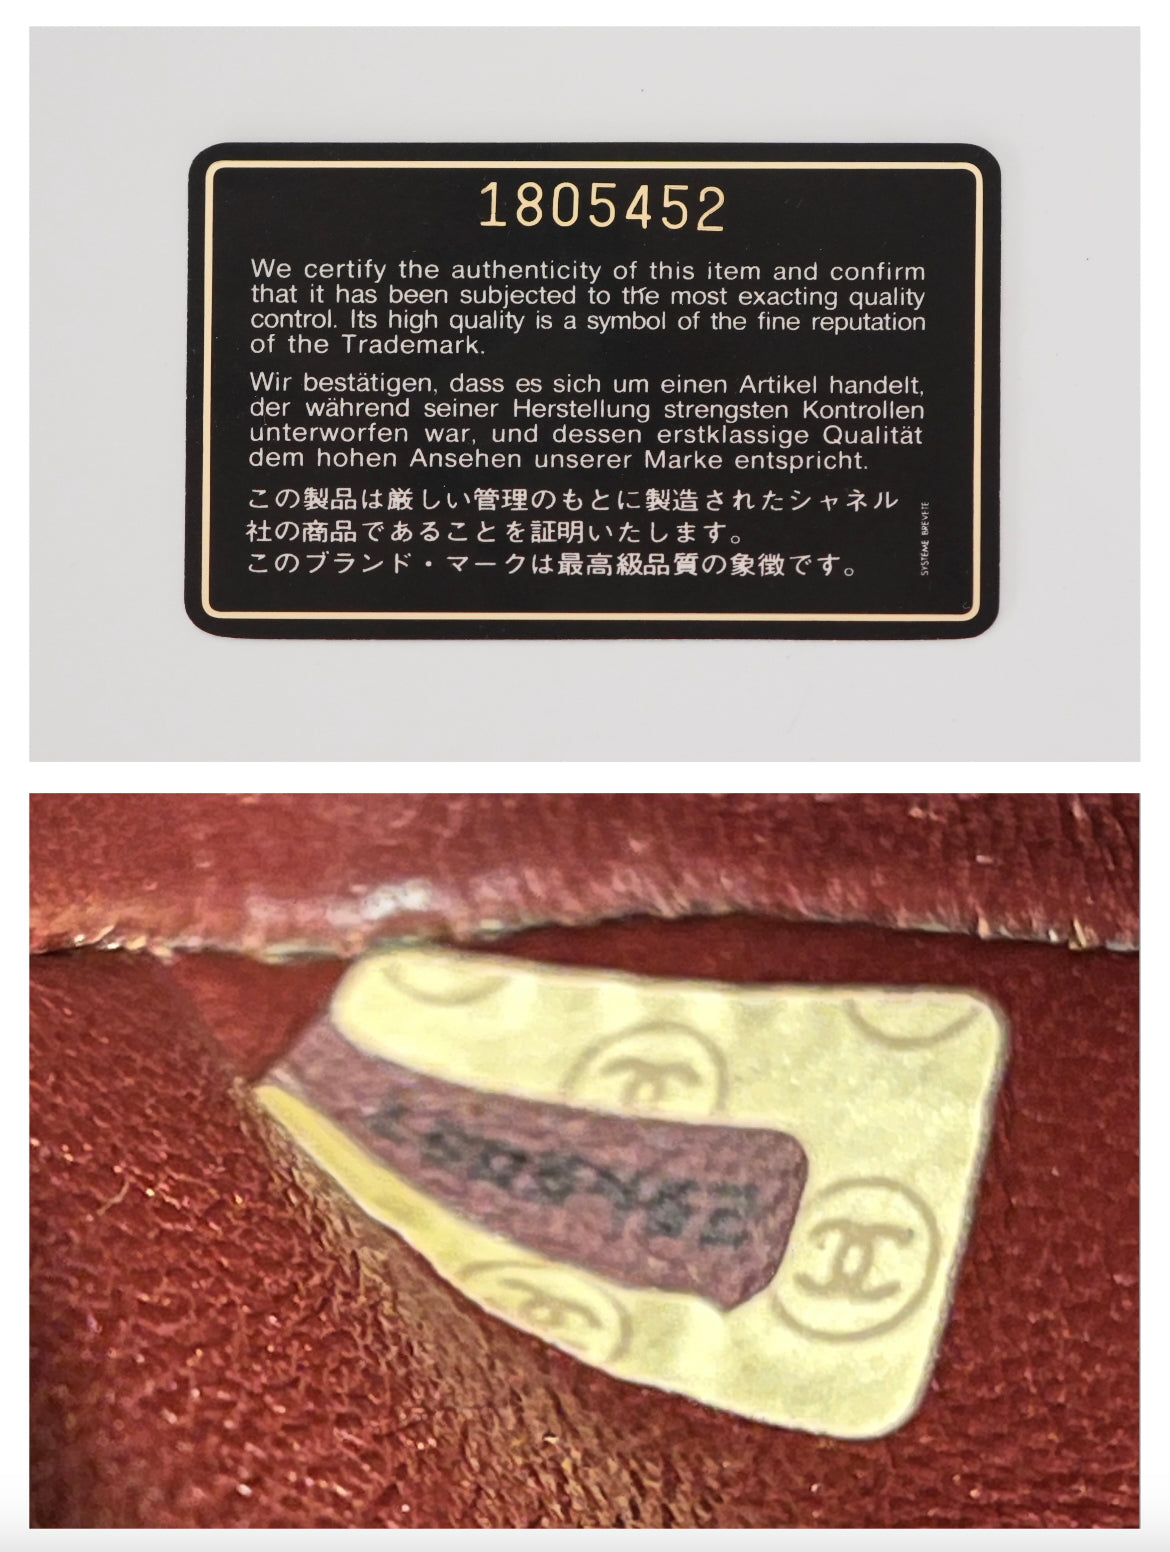 1805452
We certify the authenticity of this item and confirm
that it has been subjected to the most exacting quality
control. Its high quality is a symbol of the fine reputation
of the Trademark.
Wir bestätigen, dass es sich um einen Artikel handelt,
der während seiner Herstellung strengsten Kontrollen
unterworfen war, und dessen erstklassige Qualität
dem hohen Ansehen unserer Marke entspricht.
この製品は厳しい管理のもとに製造されたシャネル
社の商品であることを証明いたします。
このブランド・マークは最高級品質の象徴です。
SYSTEME BREVETE